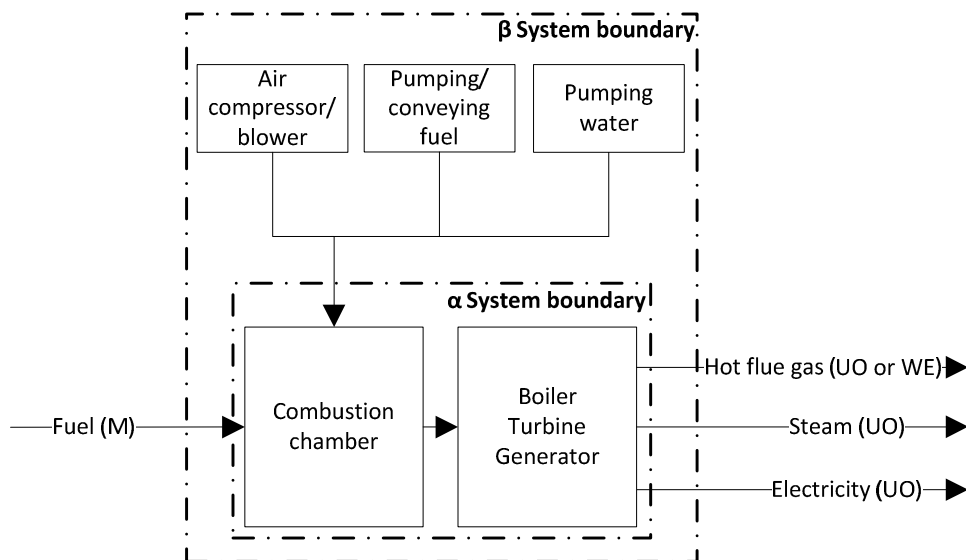 β System boundary
Air
compressor/
blower
Pumping/
conveying
fuel
Pumping
water
α System boundary
Combustion
chamber
Boiler
Turbine
Generator
Fuel (M)
Hot flue gas (UO or WE)
Steam (UO)
Electricity (UO)